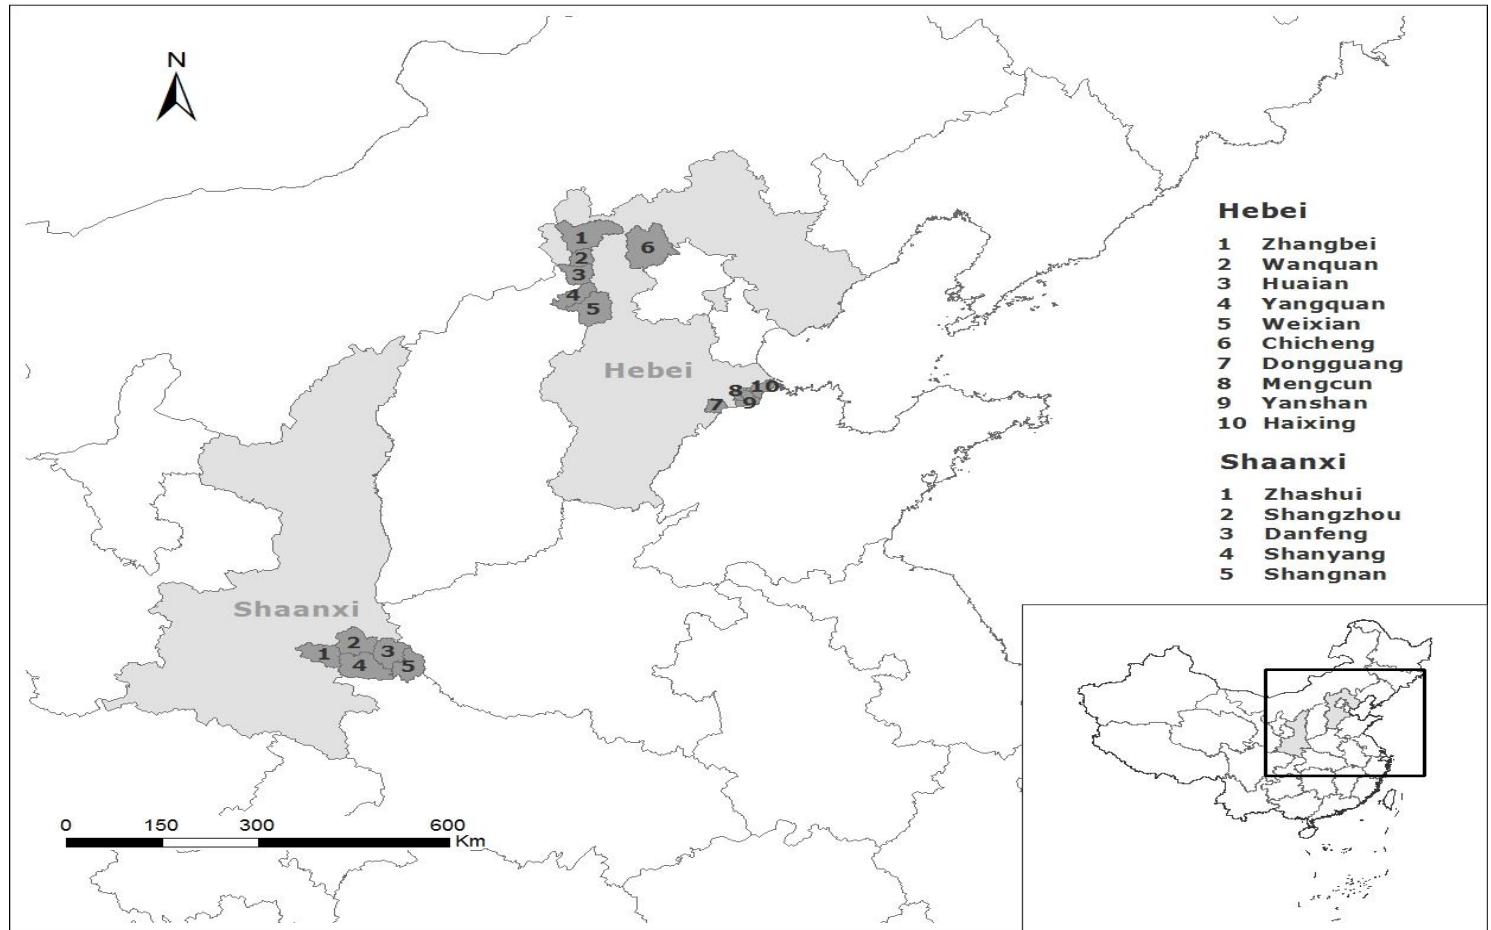 N
Hebei
1 Zhangbei
2 Wanquan
3 Huaian
4 Yangquan
5 Weixian
6 Chicheng
7 Dongguang
8 Mengcun
9 Yanshan
10 Haixing
Shaanxi
1 Zhashui
2 Shangzhou
3 Danfeng
4 Shanyang
5 Shangnan
1
2
3
4
5
6
Hebei
7
8
9
10
Shaanxi
1
2
3
4
5
0 150 300 600
Km